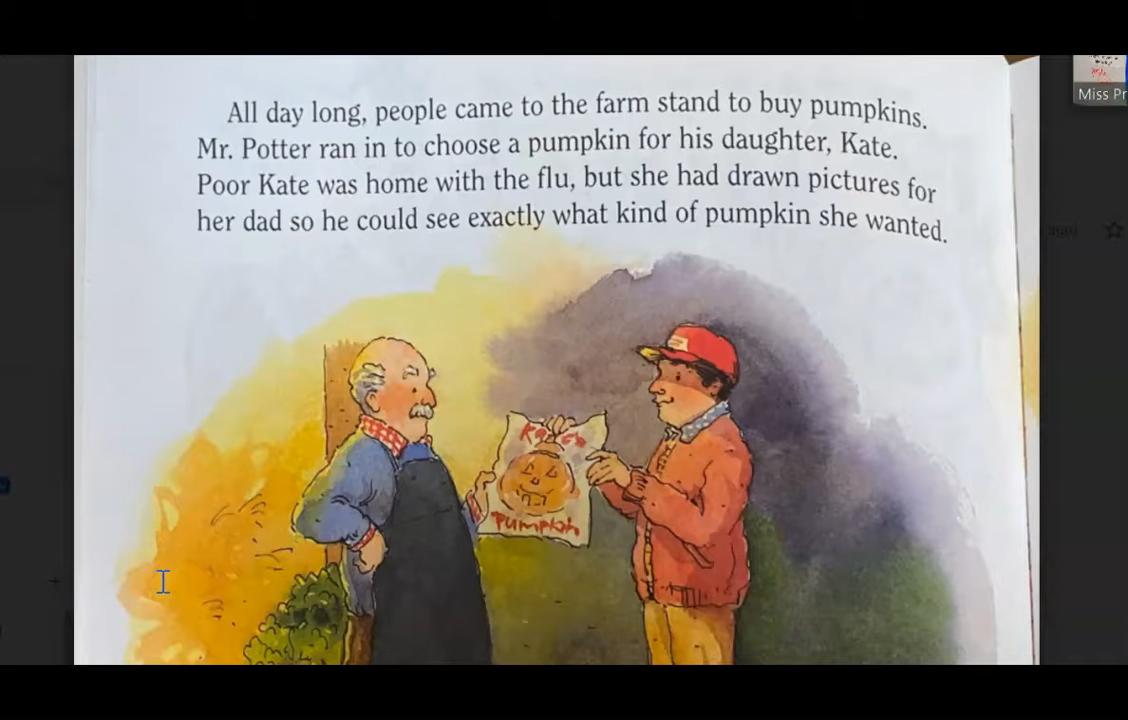 All day long, people came to the farm stand to buy pumpkins.
Mr. Potter ran in to choose a pumpkin for his daughter, Kate.
Poor Kate was home with the flu, but she had drawn pictures for
her dad so he could see exactly what kind of pumpkin she wanted.
Pumpkin
Miss Pr